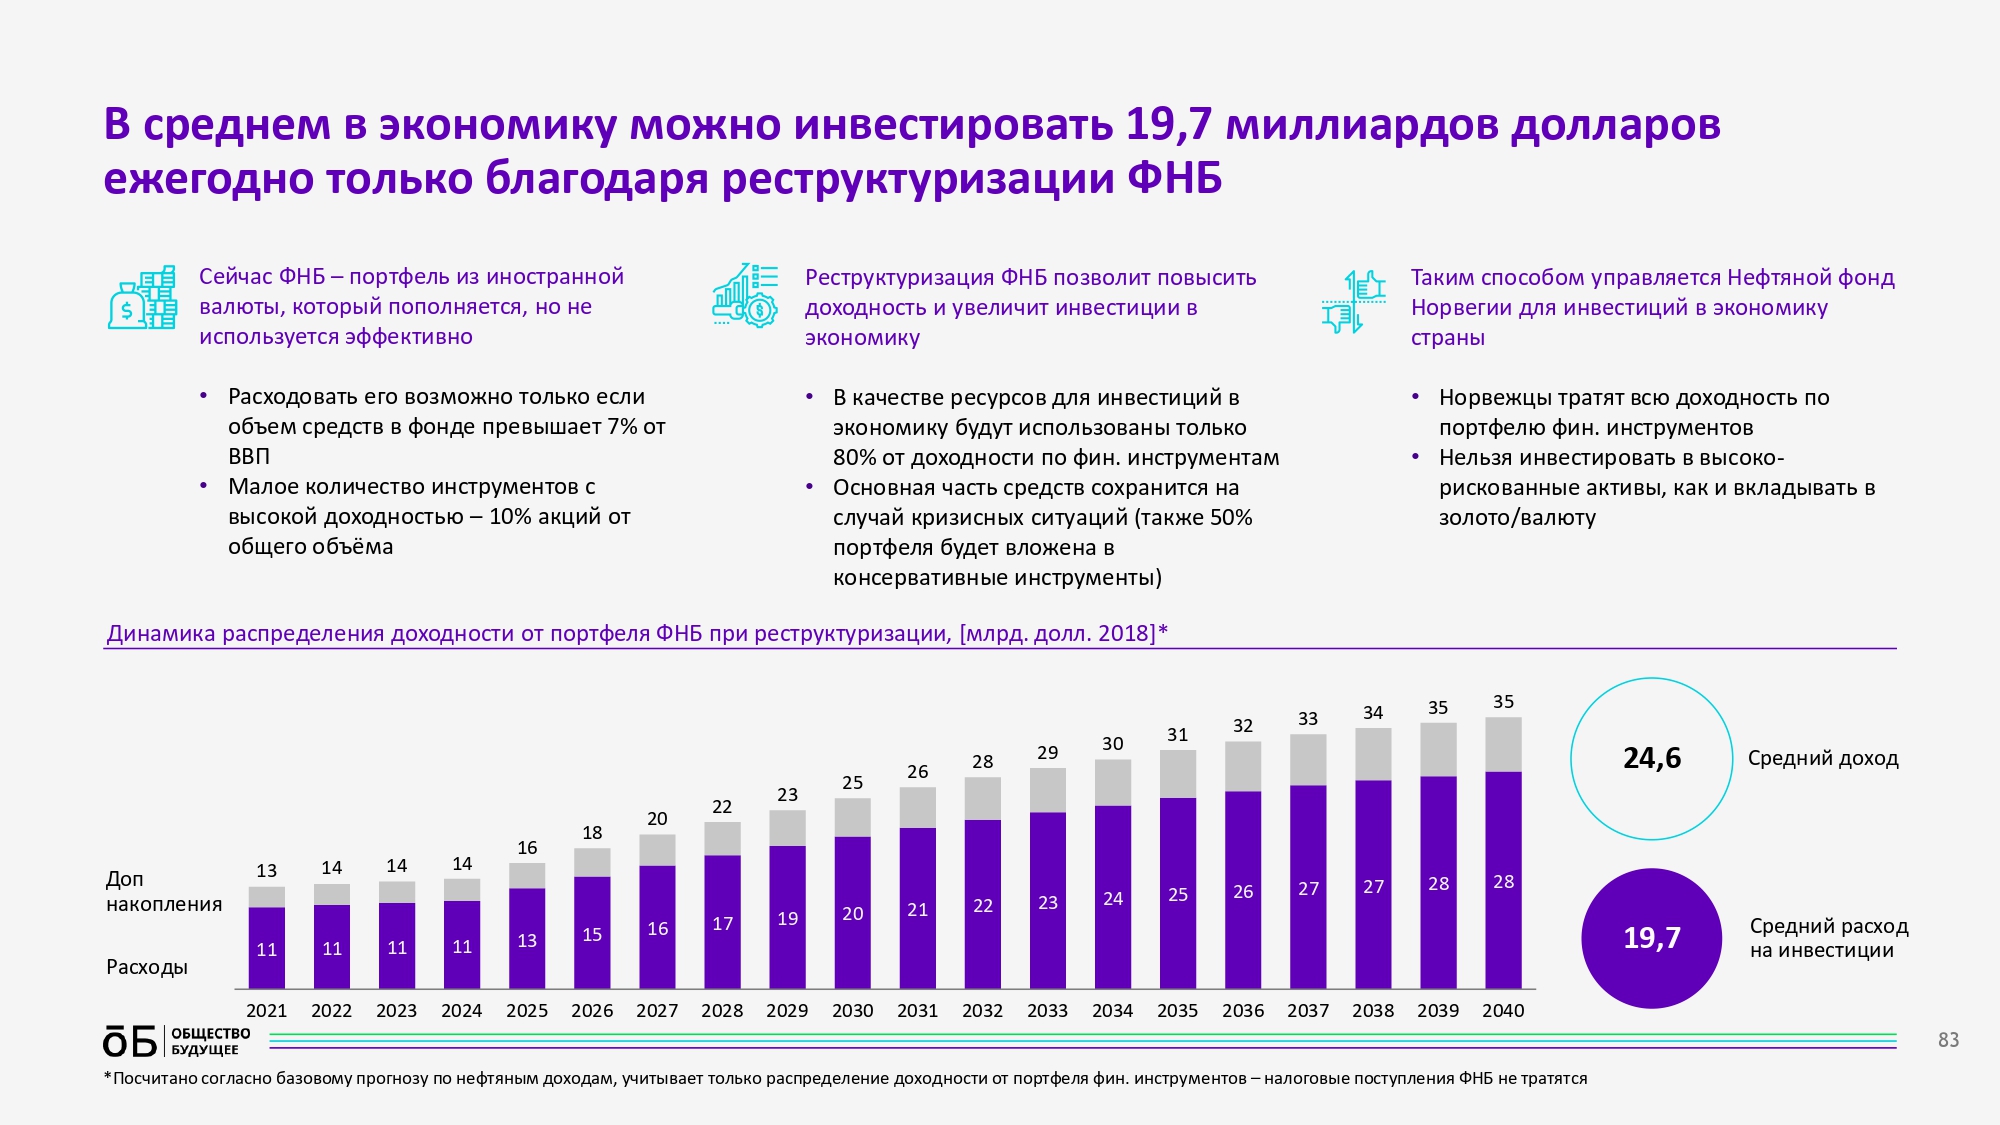 В среднем в экономику можно инвестировать 19,7 миллиардов долларов
ежегодно только благодаря реструктуризации ФНБ
Сейчас ФНБ – портфель из иностранной
валюты, который пополняется, но не
используется эффективно
• Расходовать его возможно только если
объем средств в фонде превышает 7% от
ВВП
• Малое количество инструментов с
высокой доходностью – 10% акций от
общего объёма
Реструктуризация ФНБ позволит повысить
доходность и увеличит инвестиции в
экономику
• В качестве ресурсов для инвестиций в
экономику будут использованы только
80% от доходности по фин. инструментам
• Основная часть средств сохранится на
случай кризисных ситуаций (также 50%
портфеля будет вложена в
консервативные инструменты)
Таким способом управляется Нефтяной фонд
Норвегии для инвестиций в экономику
страны
• Норвежцы тратят всю доходность по
портфелю фин. инструментов
• Нельзя инвестировать в высоко-
рискованные активы, как и вкладывать в
золото/валюту
Динамика распределения доходности от портфеля ФНБ при реструктуризации, [млрд. долл. 2018]*
13 14 14 14 16 18 20 22 23 25 26 28 29 30 31 32 33 34 35 35
Доп
накопления
11 11 11 11 13 15 16 17 19 20 21 22 23 24 25 26 27 27 28 28
Расходы
2021 2022 2023 2024 2025 2026 2027 2028 2029 2030 2031 2032 2033 2034 2035 2036 2037 2038 2039 2040
24,6
Средний доход
19,7
Средний расход
на инвестиции
ōБ
ОБЩЕСТВО
БУДУЩЕЕ
83
*Посчитано согласно базовому прогнозу по нефтяным доходам, учитывает только распределение доходности от портфеля фин. инструментов – налоговые поступления ФНБ не тратятся